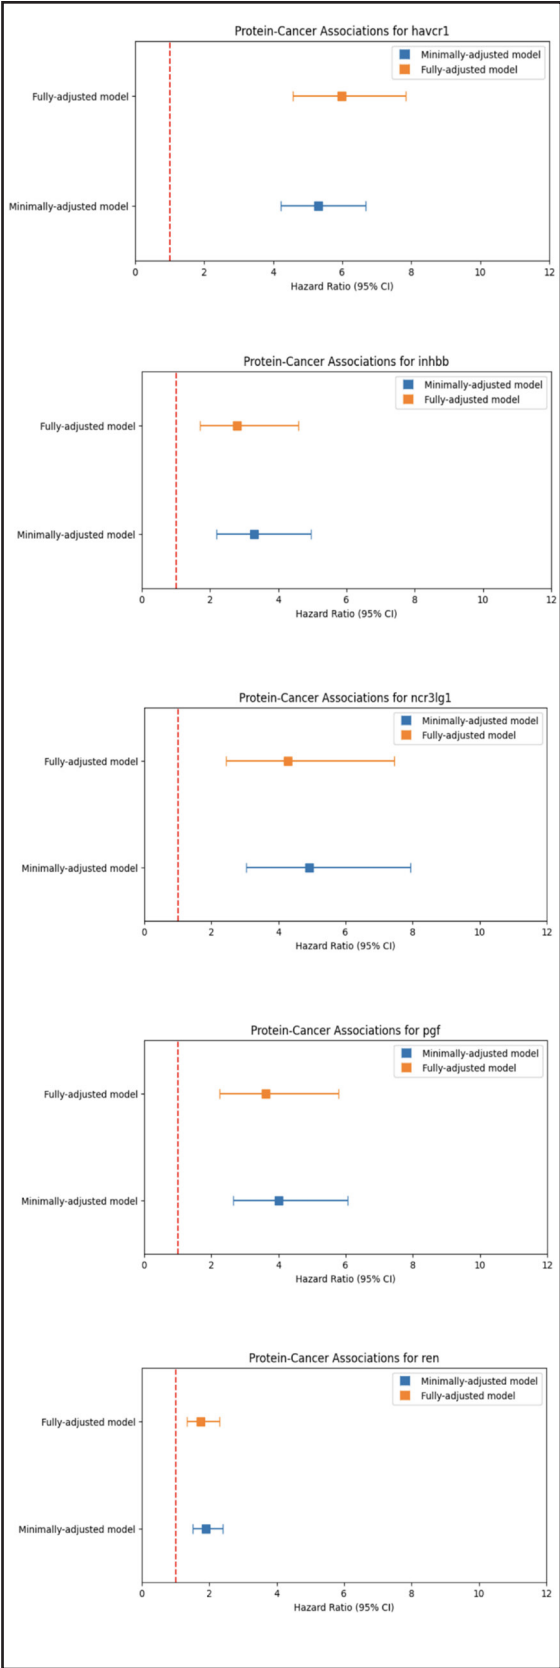 Protein-Cancer Associations for havcr1
Minimally-adjusted model
Fully-adjusted model
Fully-adjusted model
Minimally-adjusted model
0 2 4 6 8 10 12
Hazard Ratio (95% CI)
Protein-Cancer Associations for inhbb
Minimally-adjusted model
Fully-adjusted model
Fully-adjusted model
Minimally-adjusted model
0 2 4 6 8 10 12
Hazard Ratio (95% CI)
Protein-Cancer Associations for ncr3lg1
Minimally-adjusted model
Fully-adjusted model
Fully-adjusted model
Minimally-adjusted model
0 2 4 6 8 10 12
Hazard Ratio (95% CI)
Protein-Cancer Associations for pgf
Minimally-adjusted model
Fully-adjusted model
Fully-adjusted model
Minimally-adjusted model
0 2 4 6 8 10 12
Hazard Ratio (95% CI)
Protein-Cancer Associations for ren
Minimally-adjusted model
Fully-adjusted model
Fully-adjusted model
Minimally-adjusted model
0 2 4 6 8 10 12
Hazard Ratio (95% CI)